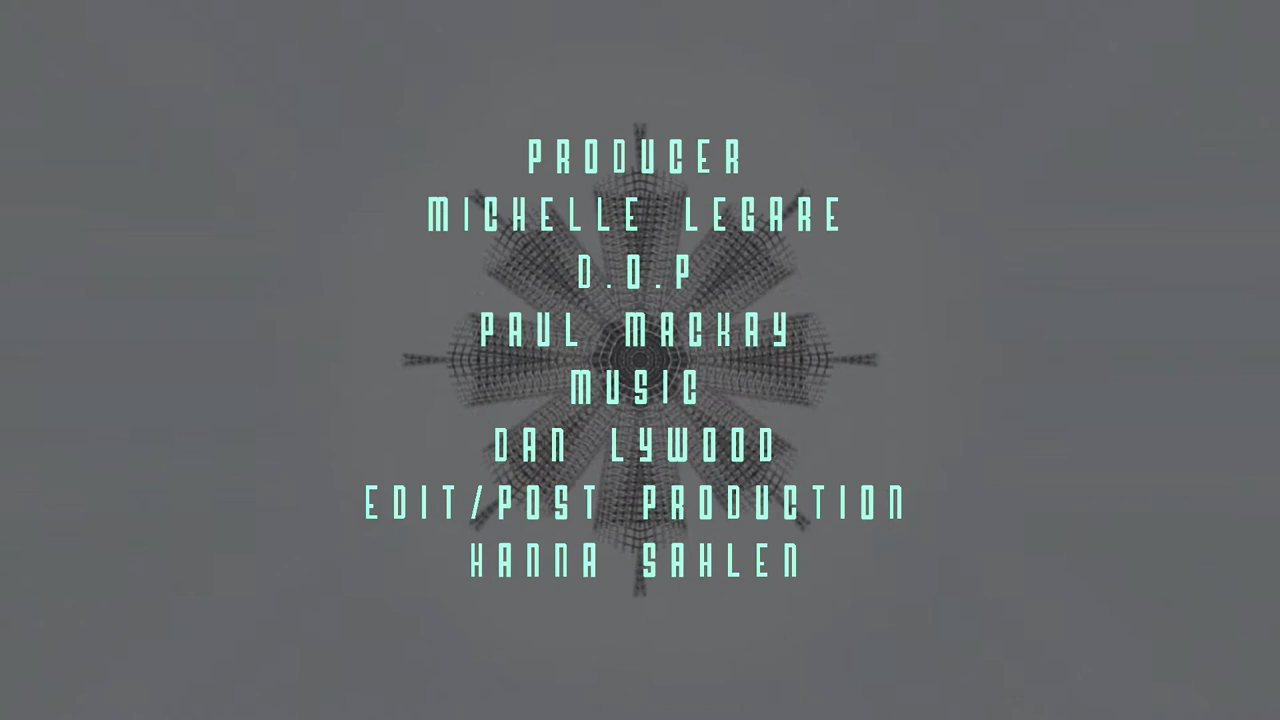 PRODUCER
MICHELLE LEGARE
D.O.P
PAUL MACKAY
MUSIC
DAN LYWOOD
EDIT/POST PRODUCTION
HANNA SAHLEN